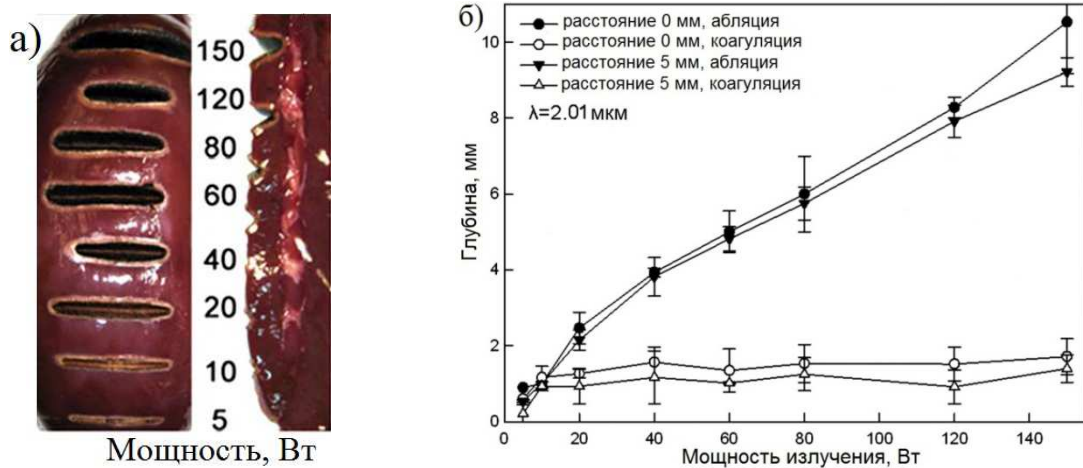 а)
150
120
80
60
40
20
10
5
Мощность, Вт
б)
расстояние 0 мм, абляция
расстояние 0 мм, коагуляция
расстояние 5 мм, абляция
расстояние 5 мм, коагуляция
λ=2.01 мкм
Глубина, мм
10
8
6
4
2
0
0 20 40 60 80 100 120 140
Мощность излучения, Вт